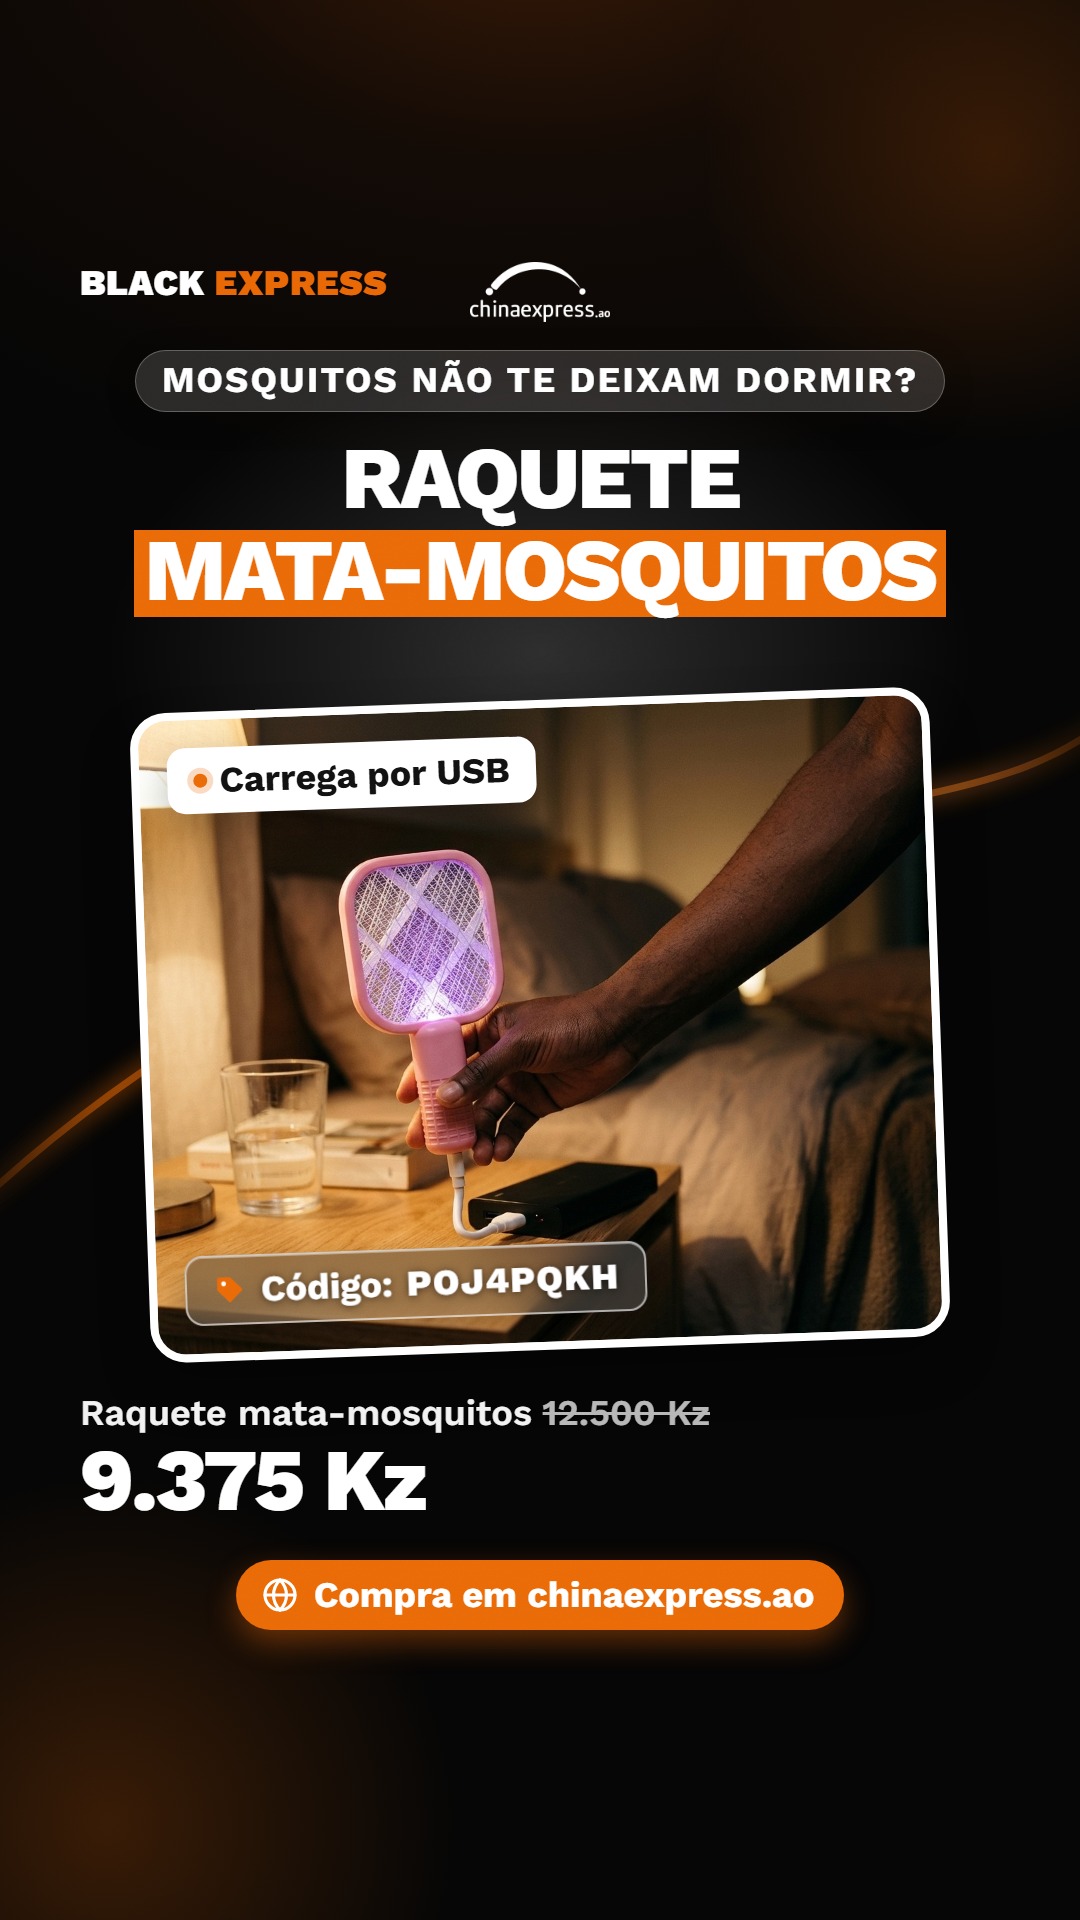 BLACK EXPRESS
chinaexpress.ao
MOSQUITOS NÃO TE DEIXAM DORMIR?
RAQUETE
MATA-MOSQUITOS
Carrega por USB
Código: POJ4PQKH
Raquete mata-mosquitos 12.500 Kz
9.375 Kz
Compra em chinaexpress.ao